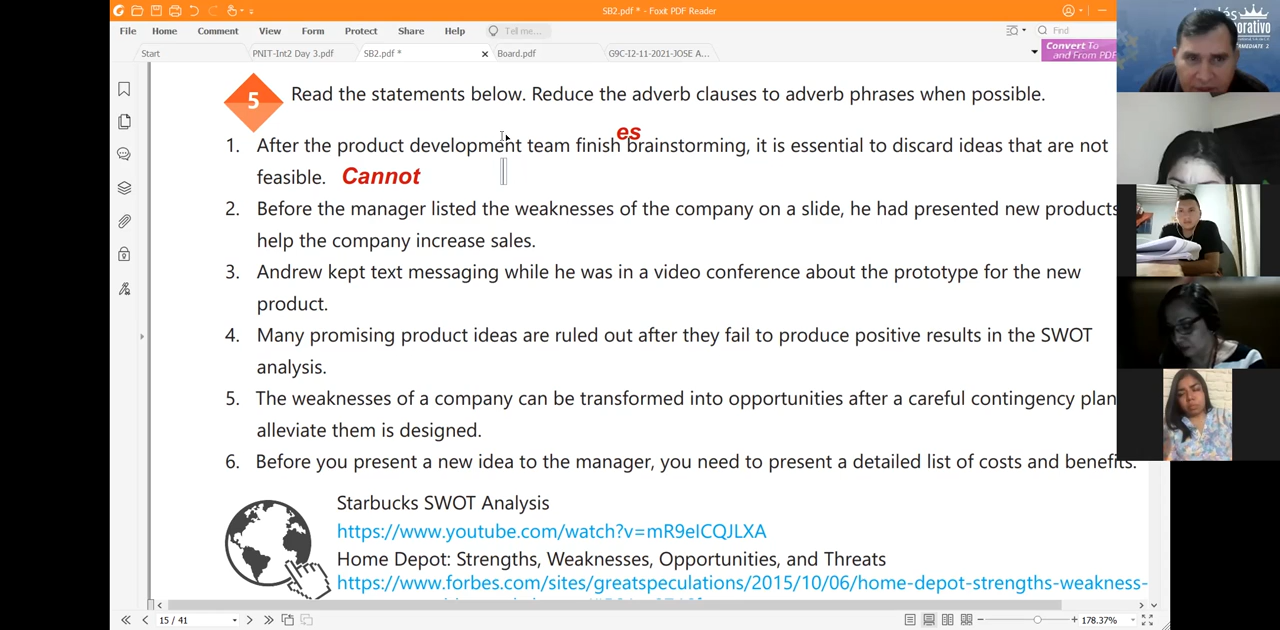 SB2.pdf * - Foxit PDF Reader
File Home Comment View Form Protect Share Help Tell me... Find
Start PNIT-Int2 Day 3.pdf SB2.pdf * Board.pdf G9C-I2-11-2021-JOSE A...
Convert To
and From PDF
5 Read the statements below. Reduce the adverb clauses to adverb phrases when possible.
es
1. After the product development team finish brainstorming, it is essential to discard ideas that are not
feasible. Cannot
2. Before the manager listed the weaknesses of the company on a slide, he had presented new products
help the company increase sales.
3. Andrew kept text messaging while he was in a video conference about the prototype for the new
product.
4. Many promising product ideas are ruled out after they fail to produce positive results in the SWOT
analysis.
5. The weaknesses of a company can be transformed into opportunities after a careful contingency plan
alleviate them is designed.
6. Before you present a new idea to the manager, you need to present a detailed list of costs and benefits.
Starbucks SWOT Analysis
https://www.youtube.com/watch?v=mR9eICQJLXA
Home Depot: Strengths, Weaknesses, Opportunities, and Threats
https://www.forbes.com/sites/greatspeculations/2015/10/06/home-depot-strengths-weakness-
15 / 41 178.37%